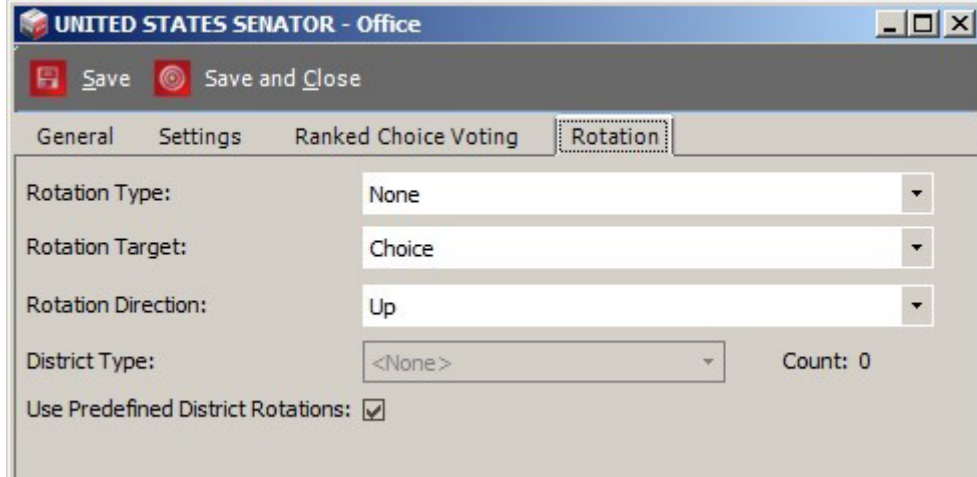 UNITED STATES SENATOR - Office
Save Save and Close
General Settings Ranked Choice Voting Rotation
Rotation Type: None
Rotation Target: Choice
Rotation Direction: Up
District Type: <None> Count: 0
Use Predefined District Rotations: